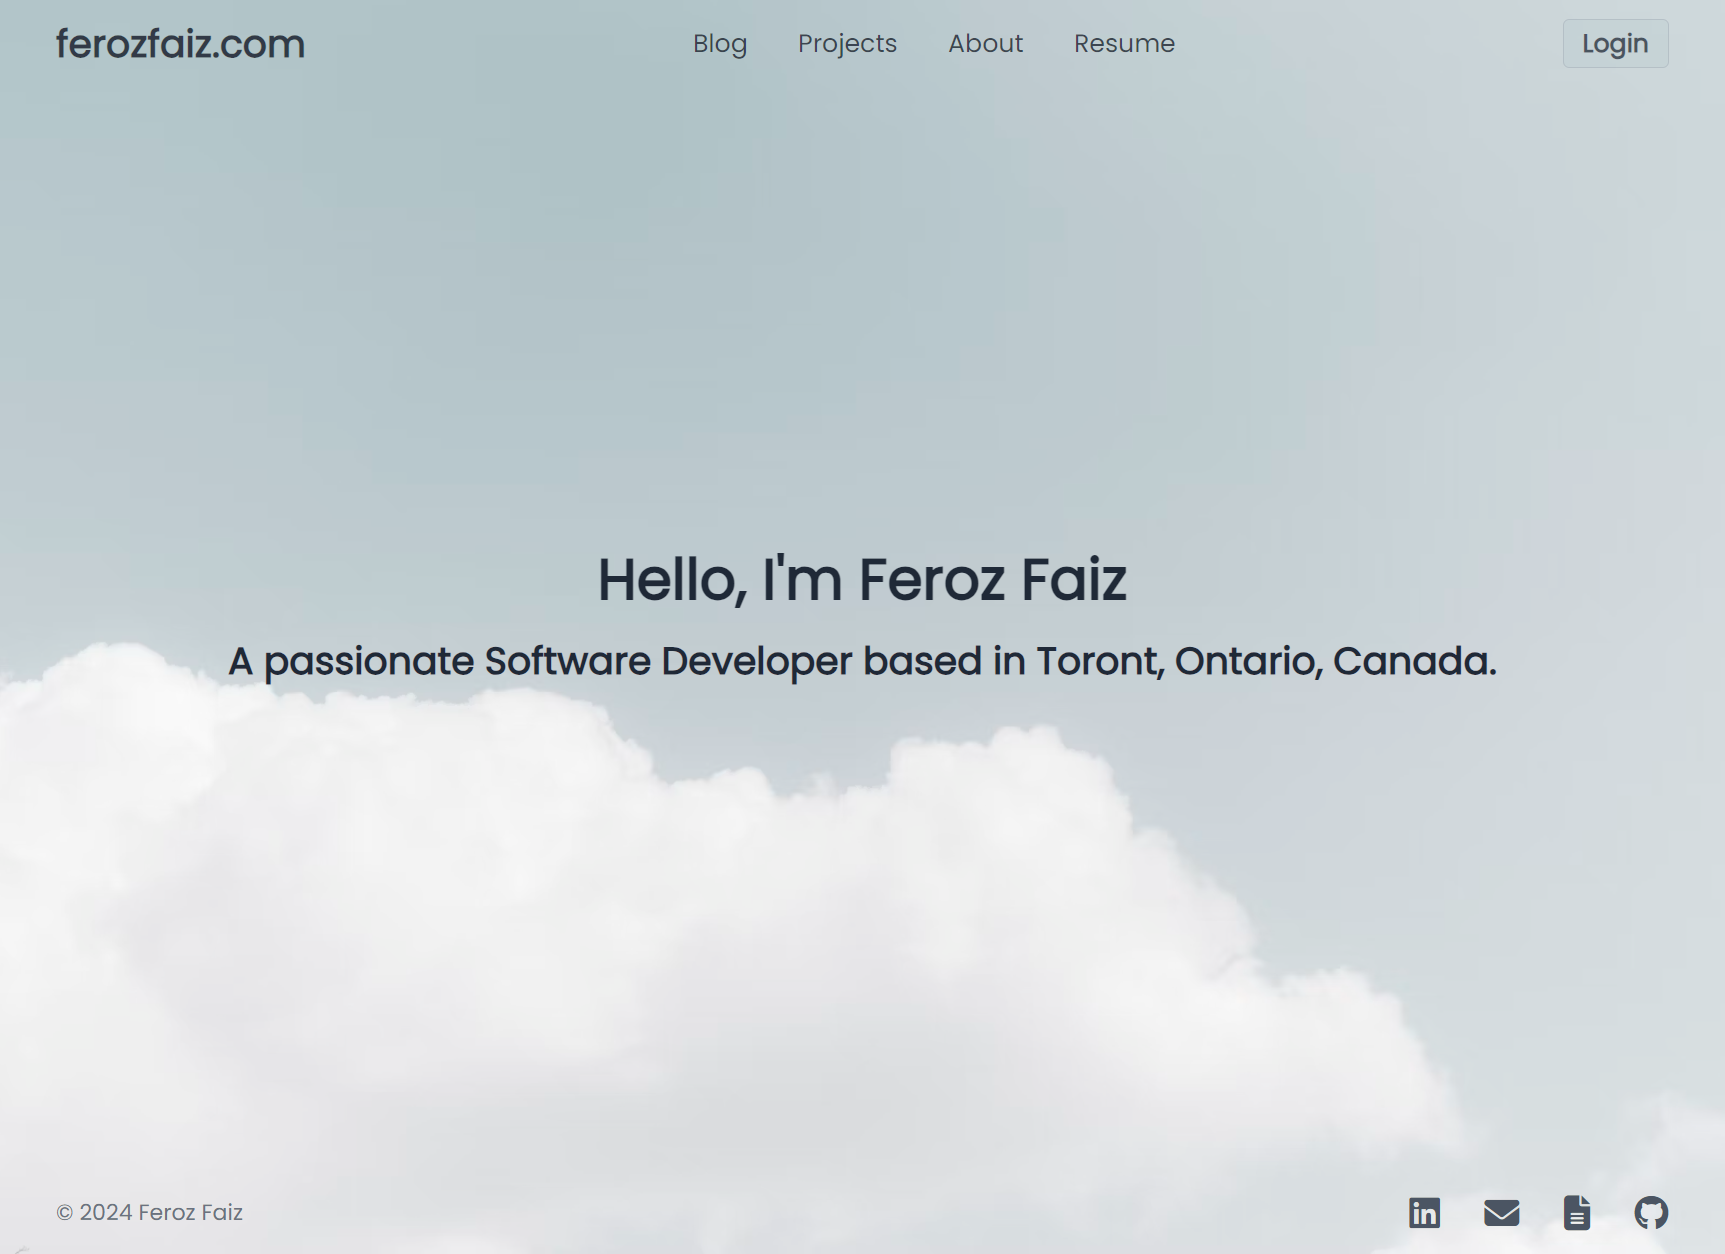 ferozfaiz.com
Blog Projects About Resume
Login
Hello, I'm Feroz Faiz
A passionate Software Developer based in Toront, Ontario, Canada.
© 2024 Feroz Faiz
in